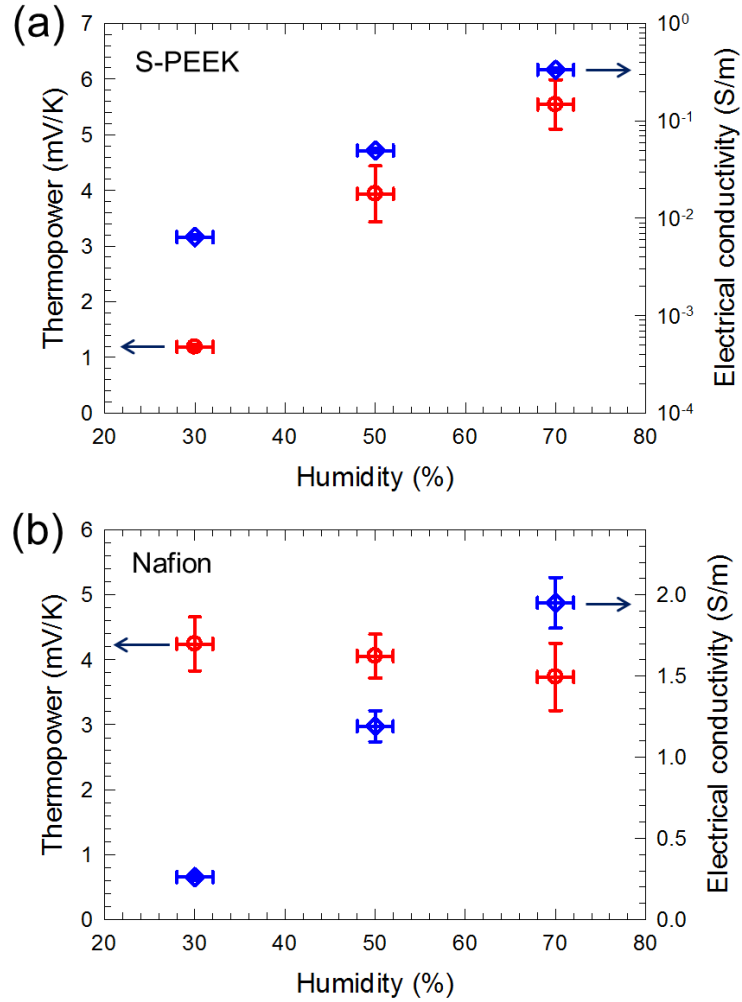 (a)
S-PEEK
Thermopower (mV/K)
7
6
5
4
3
2
1
0
Electrical conductivity (S/m)
10⁰
10⁻¹
10⁻²
10⁻³
10⁻⁴
20 30 40 50 60 70 80
Humidity (%)
(b)
Nafion
Thermopower (mV/K)
6
5
4
3
2
1
0
Electrical conductivity (S/m)
2.0
1.5
1.0
0.5
0.0
20 30 40 50 60 70 80
Humidity (%)